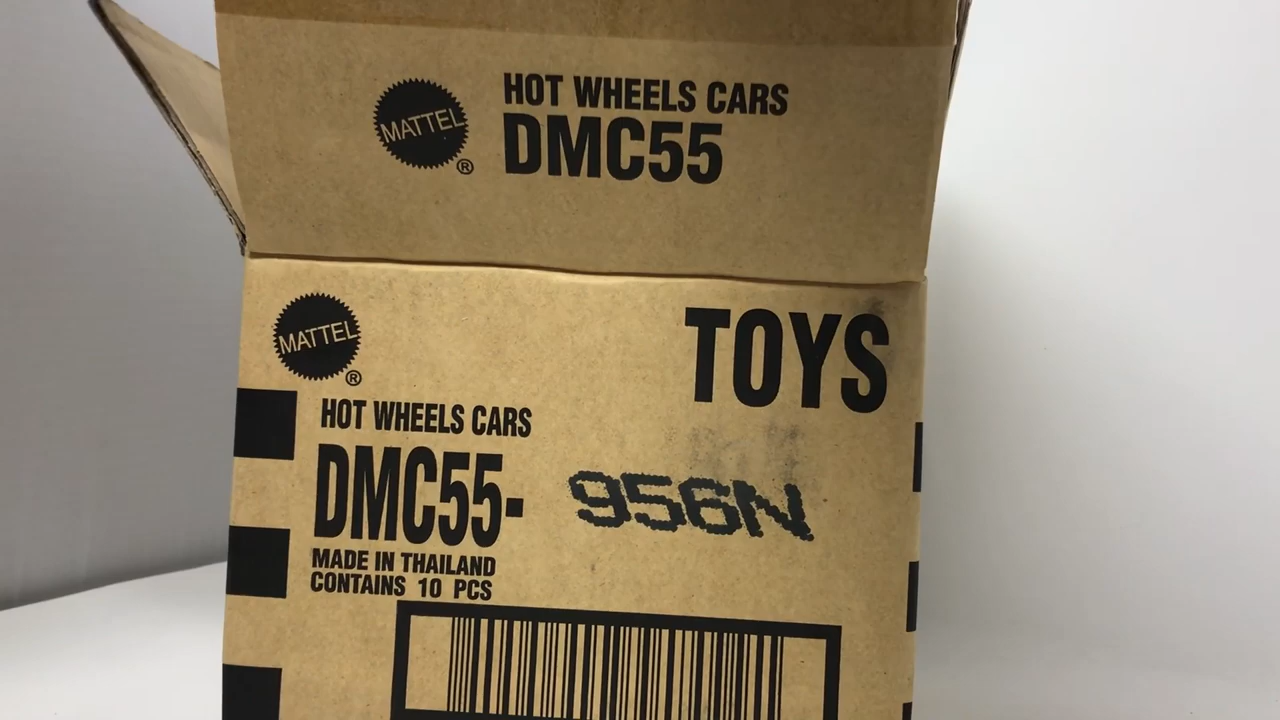 MATTEL
®
HOT WHEELS CARS
DMC55
MATTEL
®
TOYS
HOT WHEELS CARS
DMC55- 956N
MADE IN THAILAND
CONTAINS 10 PCS